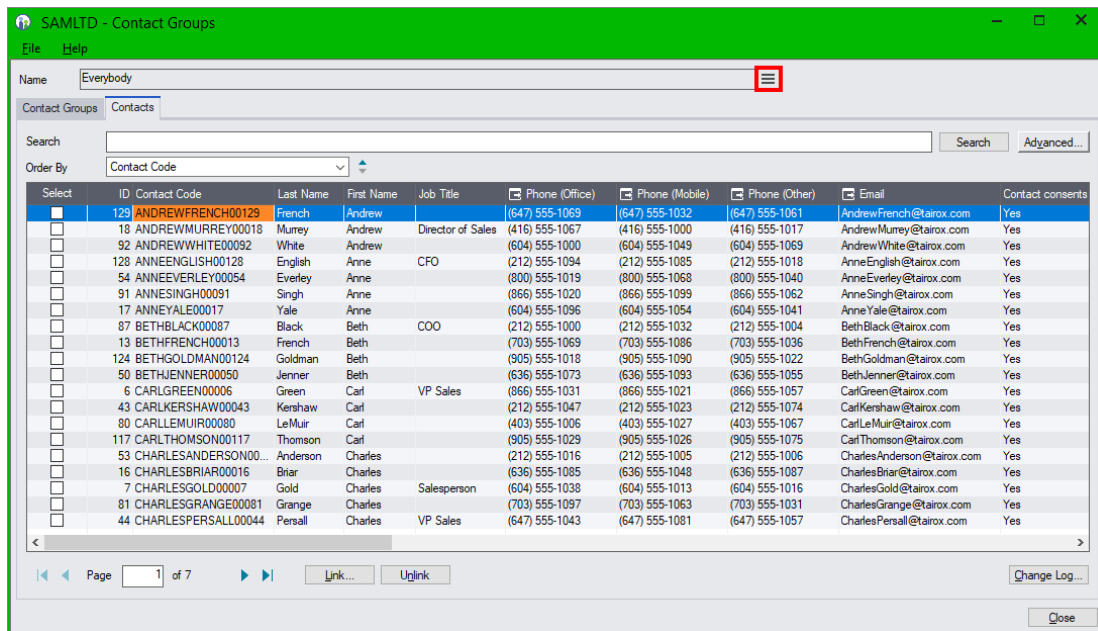 SAMLTD - Contact Groups
File Help
Name Everybody
Contact Groups Contacts
Search Search Advanced...
Order By Contact Code
Select ID Contact Code Last Name First Name Job Title Phone (Office) Phone (Mobile) Phone (Other) Email Contact consents
129 ANDREWFRENCH00129 French Andrew (647) 555-1069 (647) 555-1032 (647) 555-1061 AndrewFrench@tairox.com Yes
18 ANDREWMURREY00018 Murrey Andrew Director of Sales (416) 555-1067 (416) 555-1000 (416) 555-1017 AndrewMurrey@tairox.com Yes
92 ANDREWWHITE00092 White Andrew (604) 555-1000 (604) 555-1049 (604) 555-1069 AndrewWhite@tairox.com Yes
128 ANNEENGLISH00128 English Anne CFO (212) 555-1094 (212) 555-1085 (212) 555-1018 AnneEnglish@tairox.com Yes
54 ANNEEVERLEY00054 Everley Anne (800) 555-1019 (800) 555-1068 (800) 555-1040 AnneEverley@tairox.com Yes
91 ANNESINGH00091 Singh Anne (866) 555-1020 (866) 555-1099 (866) 555-1062 AnneSingh@tairox.com Yes
17 ANNEYALE00017 Yale Anne (604) 555-1096 (604) 555-1054 (604) 555-1041 AnneYale@tairox.com Yes
87 BETHBLACK00087 Black Beth COO (212) 555-1000 (212) 555-1032 (212) 555-1004 BethBlack@tairox.com Yes
13 BETHFRENCH00013 French Beth (703) 555-1069 (703) 555-1086 (703) 555-1036 BethFrench@tairox.com Yes
124 BETHGOLDMAN00124 Goldman Beth (905) 555-1018 (905) 555-1090 (905) 555-1022 BethGoldman@tairox.com Yes
50 BETHJENNER00050 Jenner Beth (636) 555-1073 (636) 555-1093 (636) 555-1055 BethJenner@tairox.com Yes
6 CARLGREEN00006 Green Carl VP Sales (866) 555-1031 (866) 555-1021 (866) 555-1057 CarlGreen@tairox.com Yes
43 CARLKERSHAW00043 Kershaw Carl (212) 555-1047 (212) 555-1023 (212) 555-1074 CarlKershaw@tairox.com Yes
80 CARLLEMUIR00080 LeMuir Carl (403) 555-1006 (403) 555-1027 (403) 555-1067 CarlLeMuir@tairox.com Yes
117 CARLTHOMSON00117 Thomson Carl (905) 555-1029 (905) 555-1026 (905) 555-1075 CarlThomson@tairox.com Yes
53 CHARLESANDERSON00... Anderson Charles (212) 555-1016 (212) 555-1005 (212) 555-1006 CharlesAnderson@tairox.com Yes
16 CHARLESBRIAR00016 Briar Charles (636) 555-1085 (636) 555-1048 (636) 555-1087 CharlesBriar@tairox.com Yes
7 CHARLESGOLD00007 Gold Charles Salesperson (604) 555-1038 (604) 555-1013 (604) 555-1016 CharlesGold@tairox.com Yes
81 CHARLESGRANGE00081 Grange Charles (703) 555-1097 (703) 555-1063 (703) 555-1031 CharlesGrange@tairox.com Yes
44 CHARLESPERSALL00044 Persall Charles VP Sales (647) 555-1043 (647) 555-1081 (647) 555-1057 CharlesPersall@tairox.com Yes
Page 1 of 7 Link... Unlink Change Log...
Close